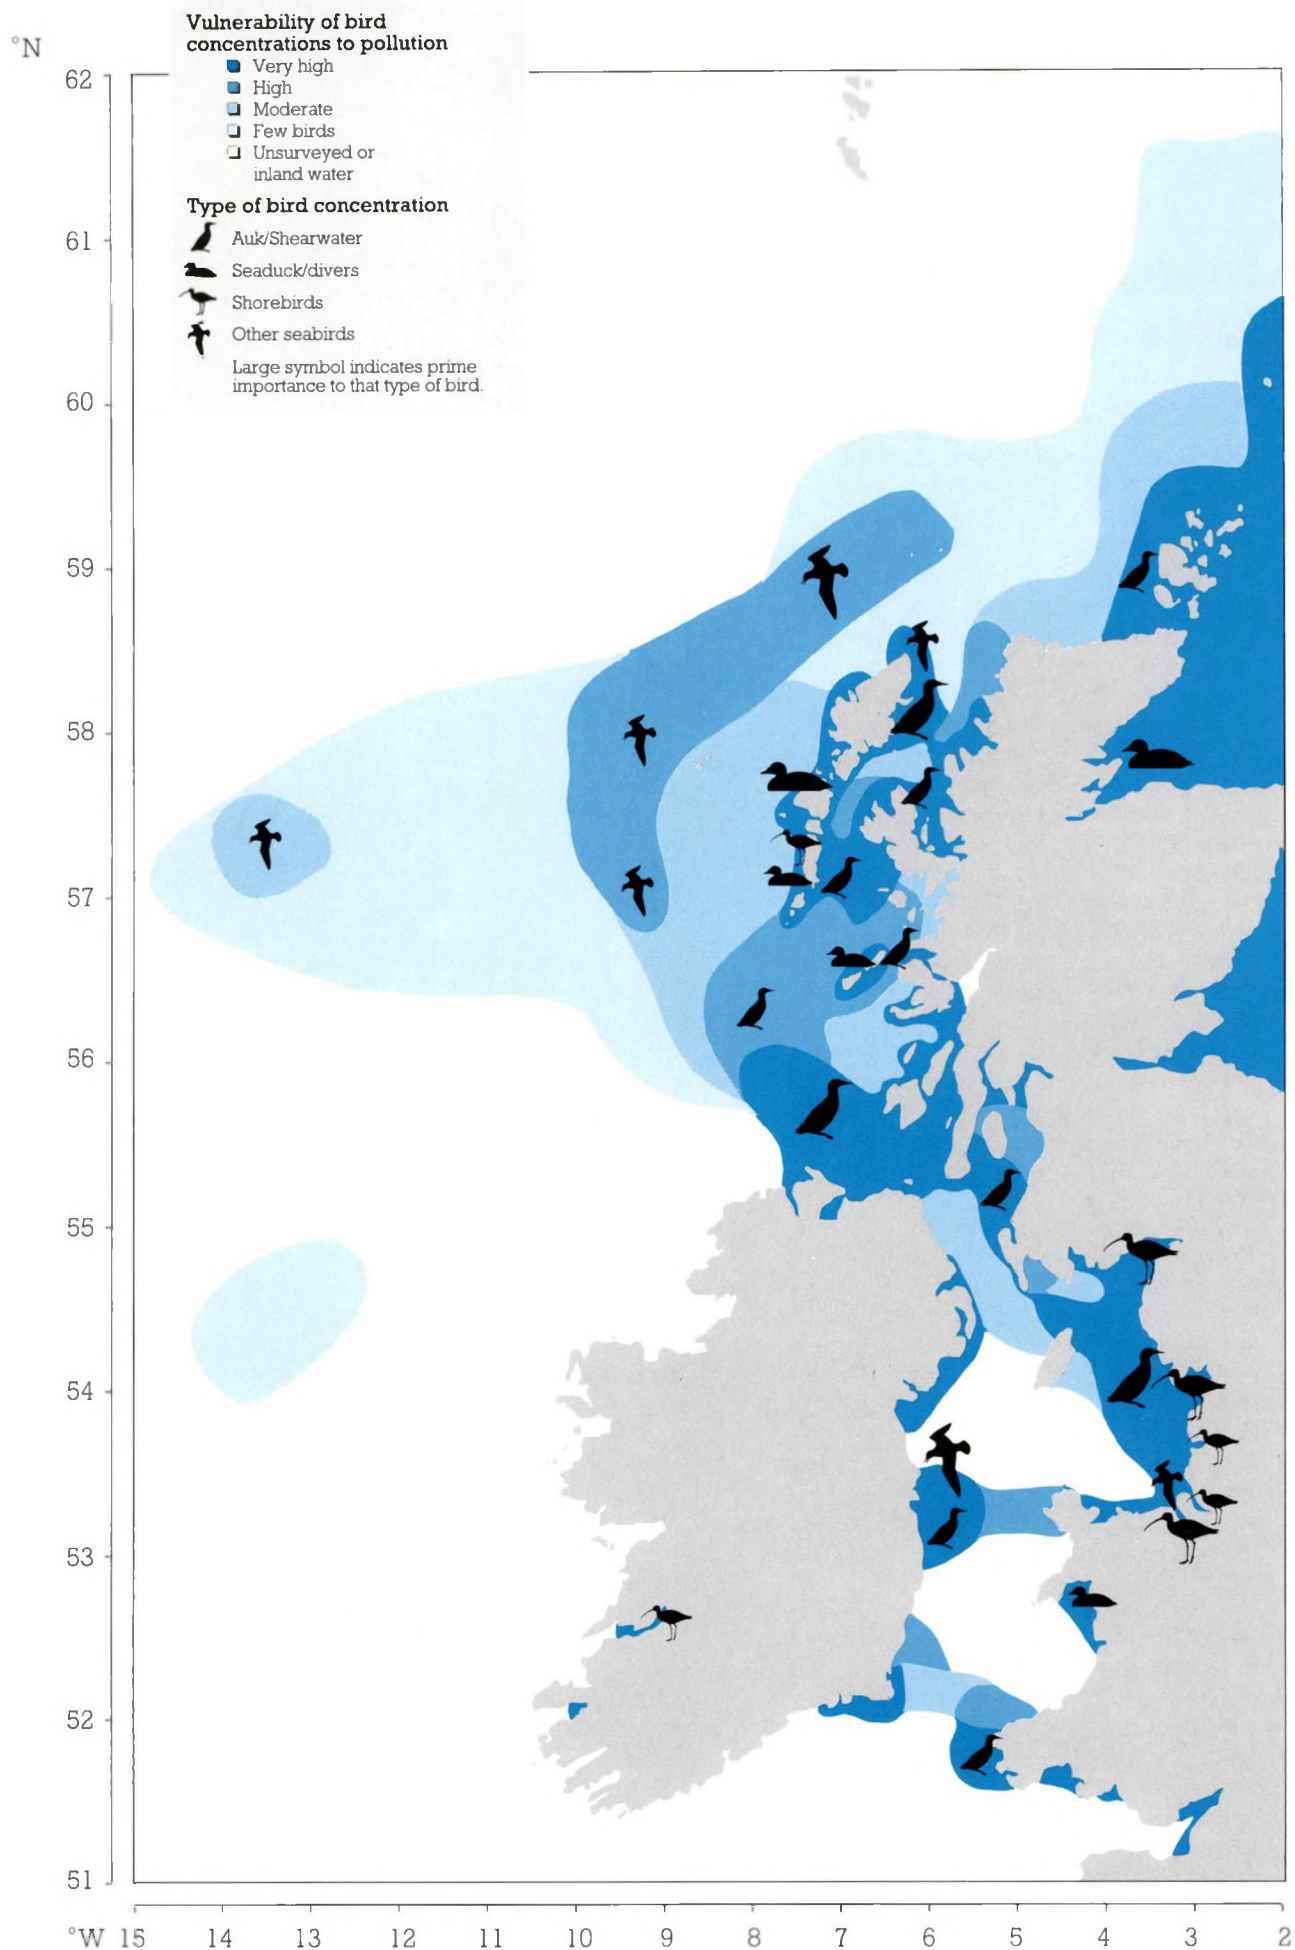 Vulnerability of bird
concentrations to pollution
Very high
High
Moderate
Few birds
Unsurveyed or
inland water
Type of bird concentration
Auk/Shearwater
Seaduck/divers
Shorebirds
Other seabirds
Large symbol indicates prime
importance to that type of bird.
°N
62
61
60
59
58
57
56
55
54
53
52
51
°W 15 14 13 12 11 10 9 8 7 6 5 4 3 2